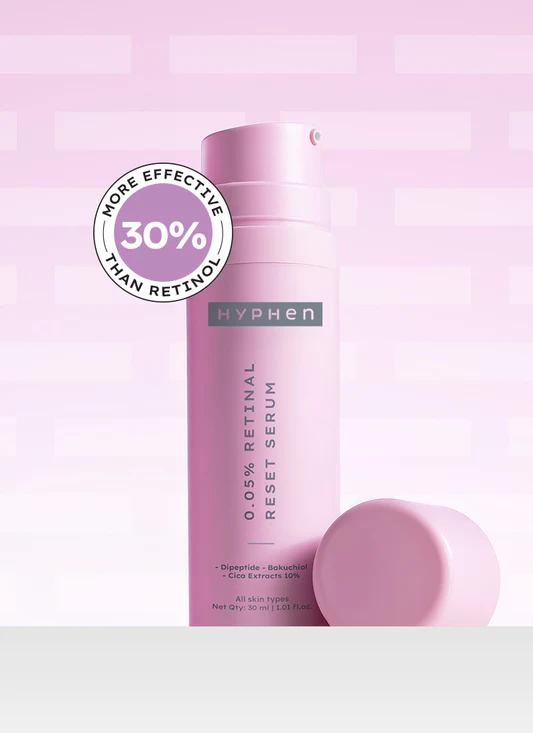 MORE EFFECTIVE
30%
THAN RETINOL
HYPHEN
0.05% RETINAL
RESET SERUM
- Dipeptide - Bakuchiol
- Cica Extracts 10%
All skin types
Net Qty: 30 ml | 1.01 fl.oz.